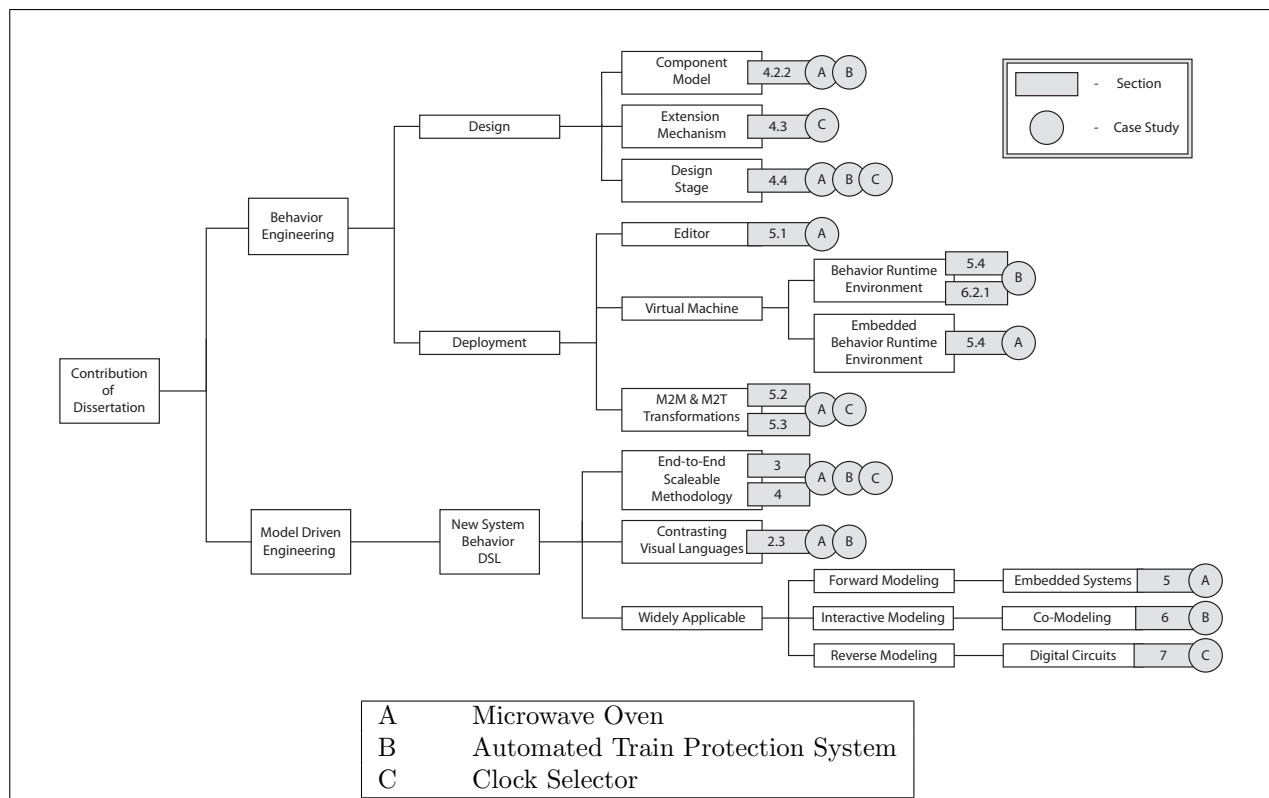 Component
Model
4.2.2
A
B
Extension
Mechanism
4.3
C
Design
Design
Stage
4.4
A
B
C
- Section
- Case Study
Behavior
Engineering
Editor
5.1
A
Virtual Machine
Behavior Runtime
Environment
5.4
6.2.1
B
Deployment
Embedded
Behavior Runtime
Environment
5.4
A
Contribution
of
Dissertation
M2M & M2T
Transformations
5.2
5.3
A
C
End-to-End
Scaleable
Methodology
3
4
A
B
C
Model Driven
Engineering
New System
Behavior
DSL
Contrasting
Visual Languages
2.3
A
B
Widely Applicable
Forward Modeling
Embedded Systems
5
A
Interactive Modeling
Co-Modeling
6
B
Reverse Modeling
Digital Circuits
7
C
A Microwave Oven
B Automated Train Protection System
C Clock Selector